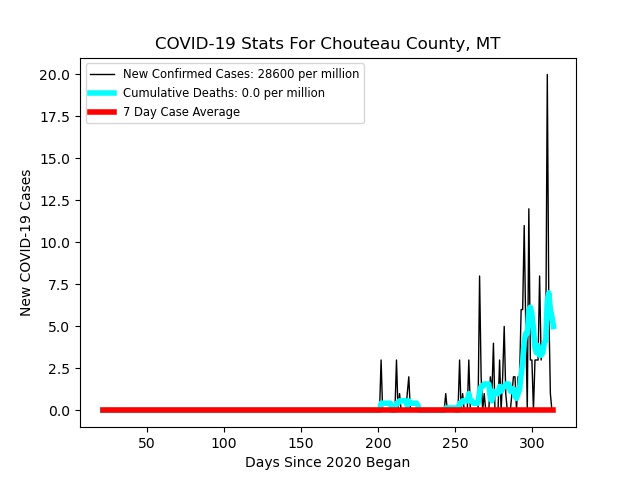 COVID-19 Stats For Chouteau County, MT
New Confirmed Cases: 28600 per million
Cumulative Deaths: 0.0 per million
7 Day Case Average
New COVID-19 Cases
20.0
17.5
15.0
12.5
10.0
7.5
5.0
2.5
0.0
50 100 150 200 250 300
Days Since 2020 Began